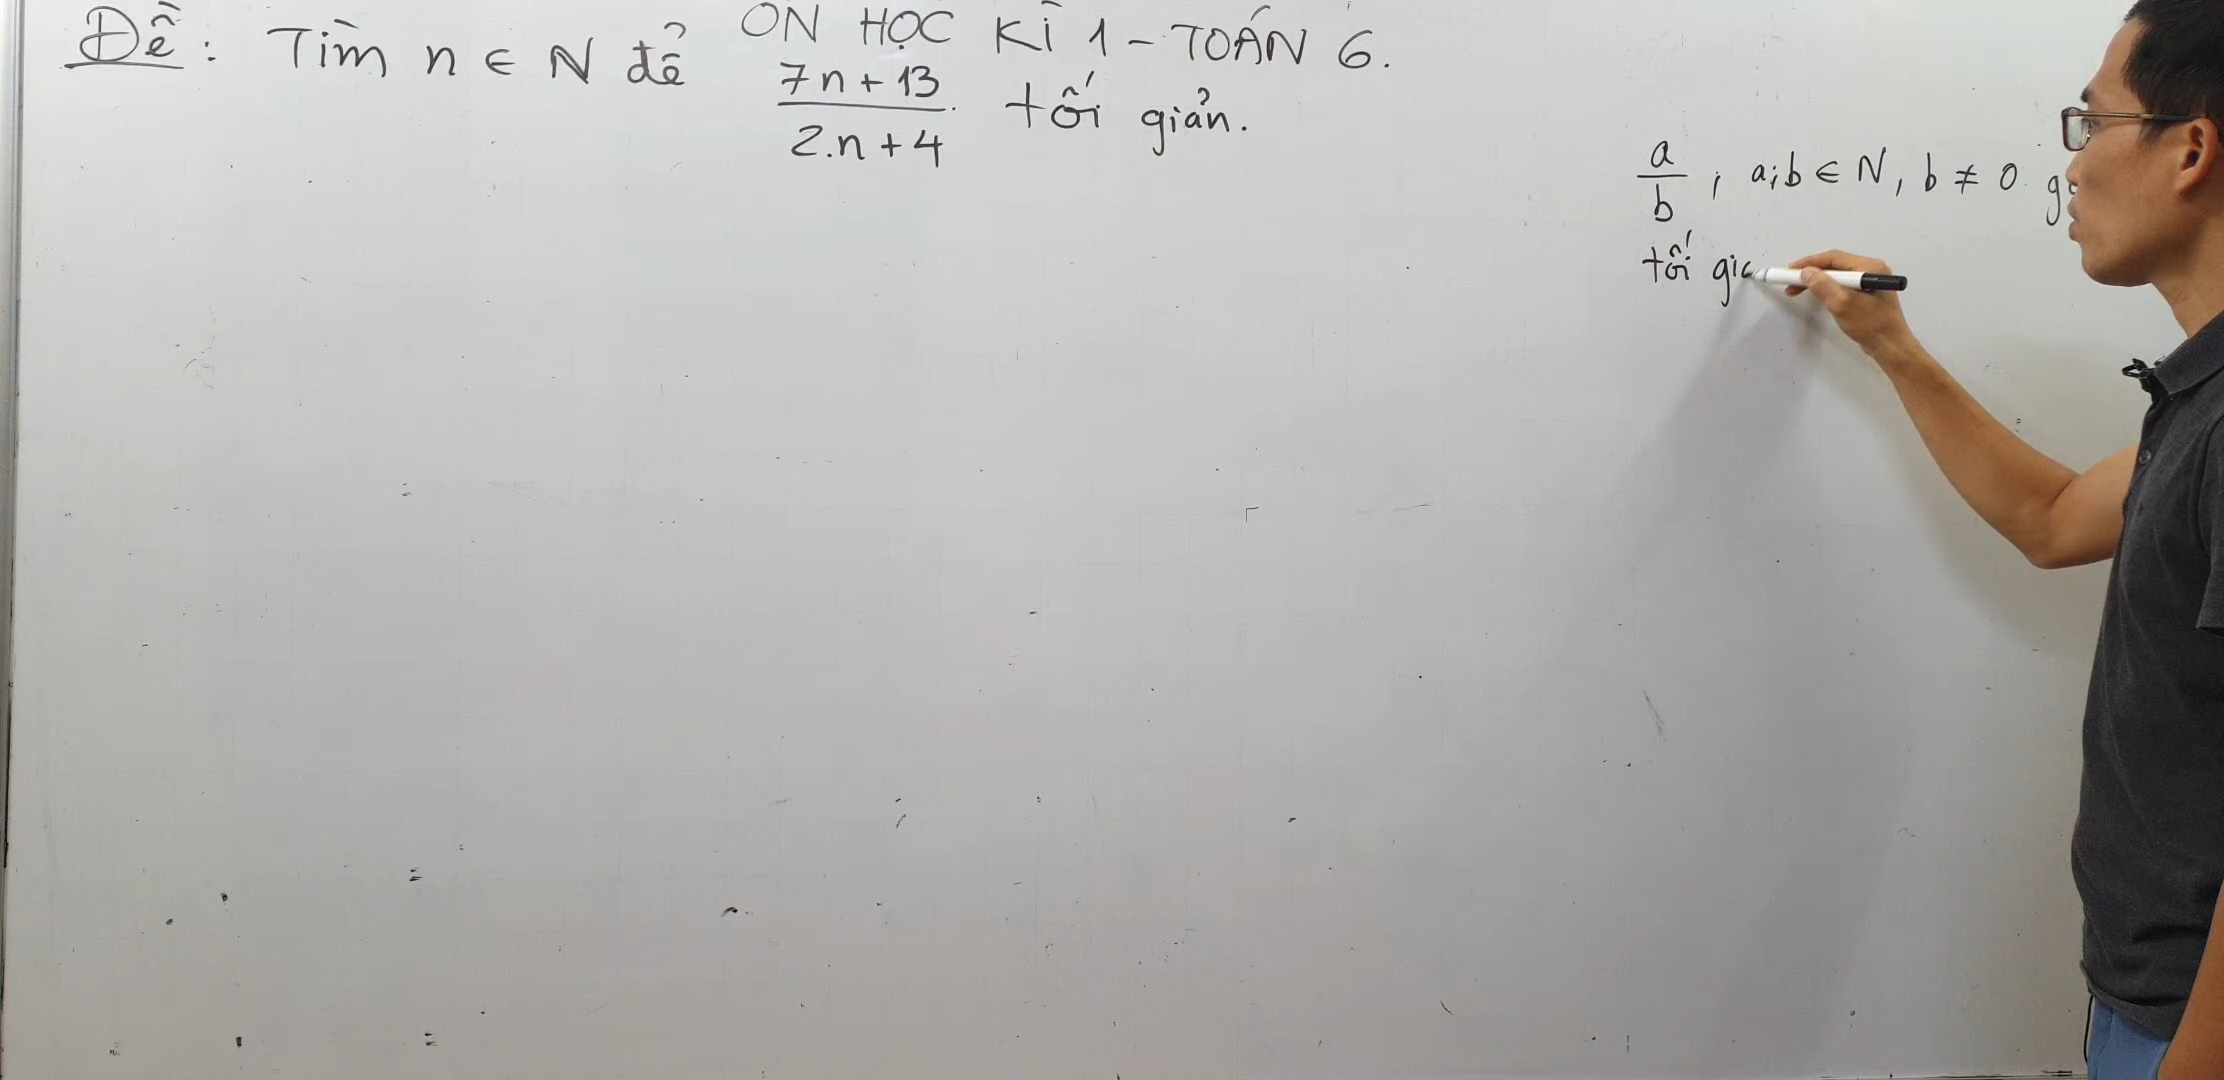 ÔN HỌC KÌ 1 - TOÁN 6.
Đề: Tìm n ∈ N để
7n + 13
2.n + 4
tối giản.
a
b
; a;b ∈ N, b ≠ 0
tối